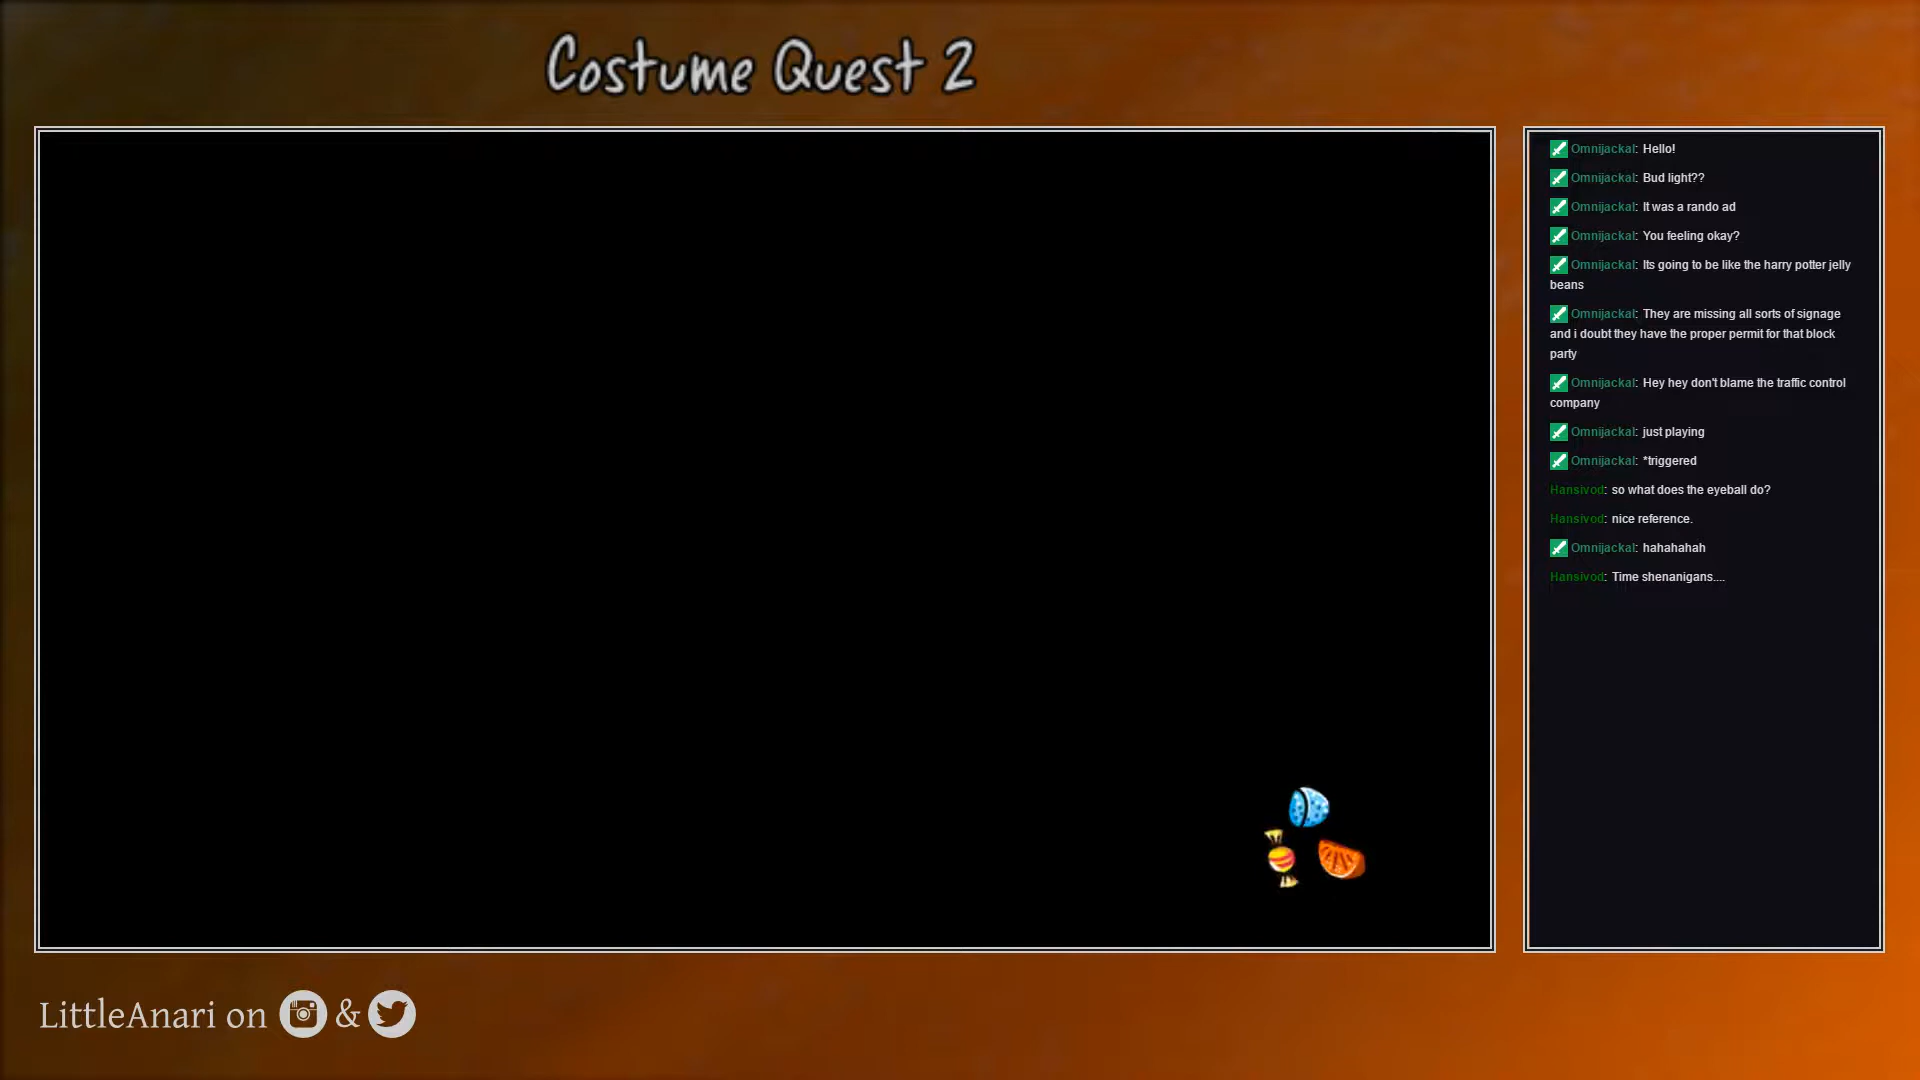 Costume Quest 2
Omnijackal: Hello!
Omnijackal: Bud light??
Omnijackal: It was a rando ad
Omnijackal: You feeling okay?
Omnijackal: Its going to be like the harry potter jelly
beans
Omnijackal: They are missing all sorts of signage
and i doubt they have the proper permit for that block
party
Omnijackal: Hey hey don't blame the traffic control
company
Omnijackal: just playing
Omnijackal: *triggered
Hansivod: so what does the eyeball do?
Hansivod: nice reference.
Omnijackal: hahahahah
Hansivod: Time shenanigans....
LittleAnari on &